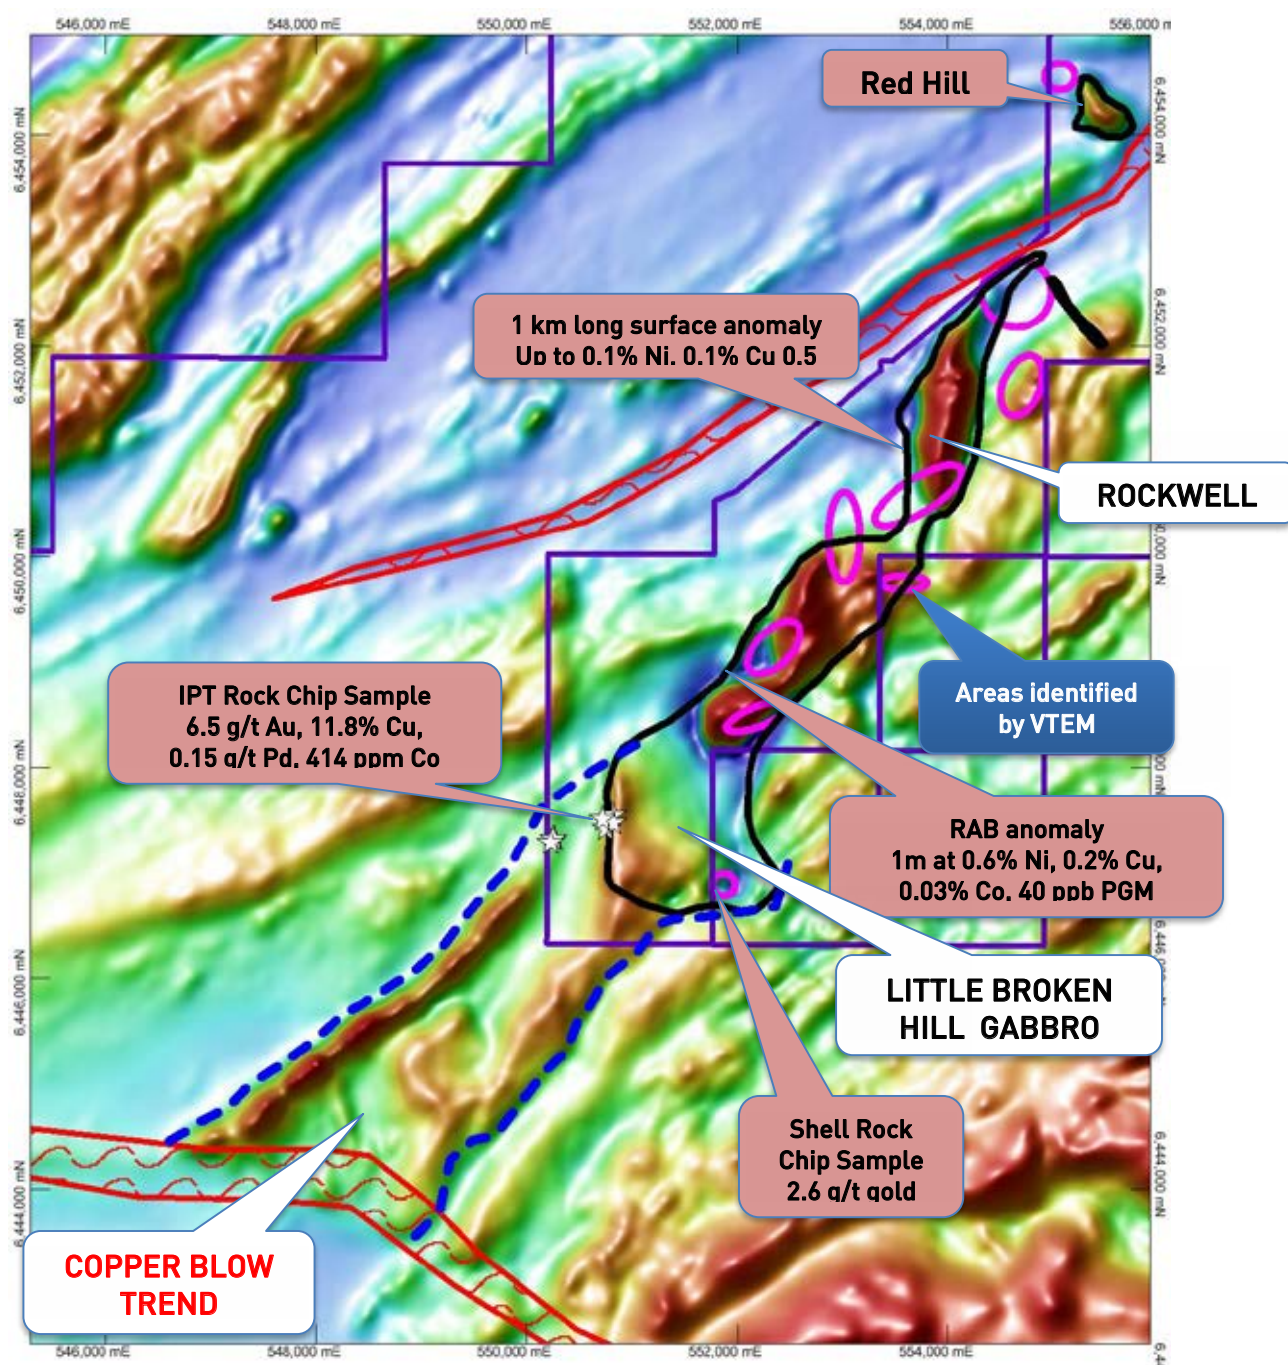 546,000 mE
548,000 mE
550,000 mE
552,000 mE
554,000 mE
556,000 mE
Red Hill
6,454,000 mN
6,454,000 mN
1 km long surface anomaly
Up to 0.1% Ni. 0.1% Cu 0.5
6,452,000 mN
6,452,000 mN
ROCKWELL
6,450,000 mN
0,000 mN
IPT Rock Chip Sample
6.5 g/t Au, 11.8% Cu,
0.15 g/t Pd, 414 ppm Co
Areas identified
by VTEM
6,448,000 mN
RAB anomaly
1m at 0.6% Ni, 0.2% Cu,
0.03% Co, 40 ppb PGM
6,446,000 mN
6,446,
LITTLE BROKEN
HILL GABBRO
Shell Rock
Chip Sample
2.6 g/t gold
6,444,000 mN
6,444,000 mN
COPPER BLOW
TREND
546,000 mE
548,000 mE
550,000 mE
552,000 mE
554,000 mE
6,4